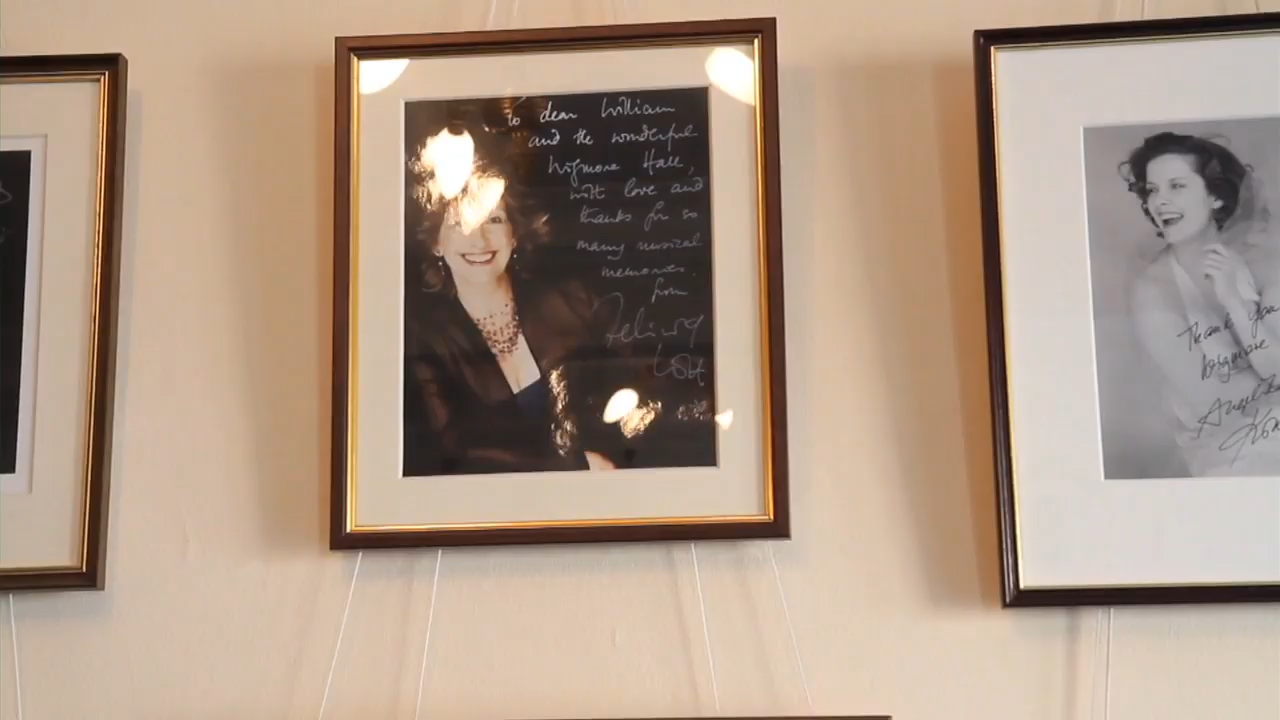 to dear William
and the wonderful
Wigmore Hall,
with love and
thanks for so
many musical
memories.
from
Felicity
Lott
Thank you
Wigmore